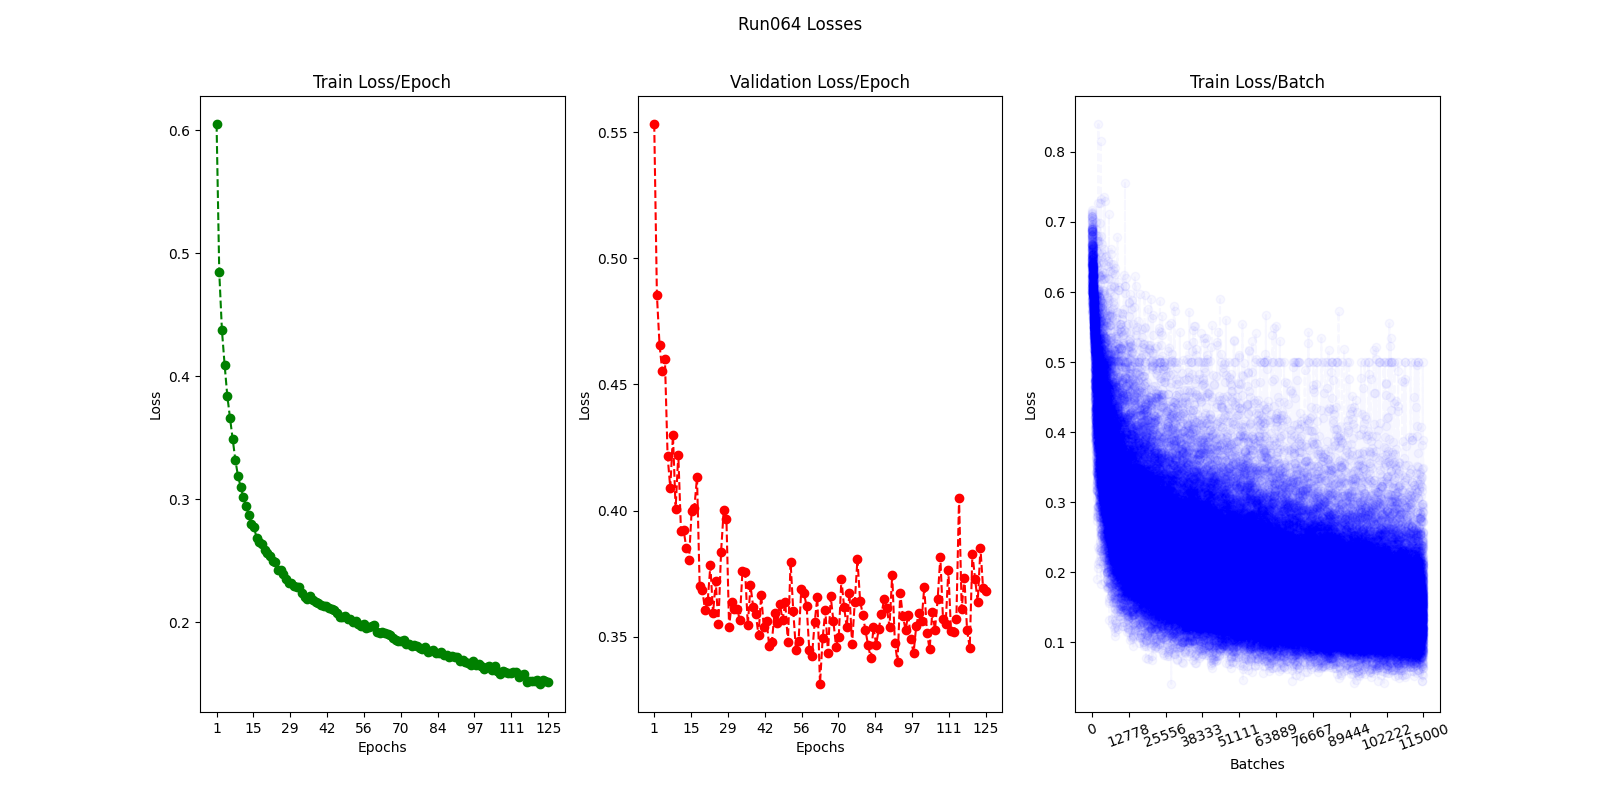 Run064 Losses
Train Loss/Epoch
0.6
0.5
0.4
0.3
0.2
Loss
1 15 29 42 56 70 84 97 111 125
Epochs
Validation Loss/Epoch
0.55
0.50
0.45
0.40
0.35
Loss
1 15 29 42 56 70 84 97 111 125
Epochs
Train Loss/Batch
0.8
0.7
0.6
0.5
0.4
0.3
0.2
0.1
Loss
0 12778 25556 38333 51111 63889 76667 89444 102222 115000
Batches